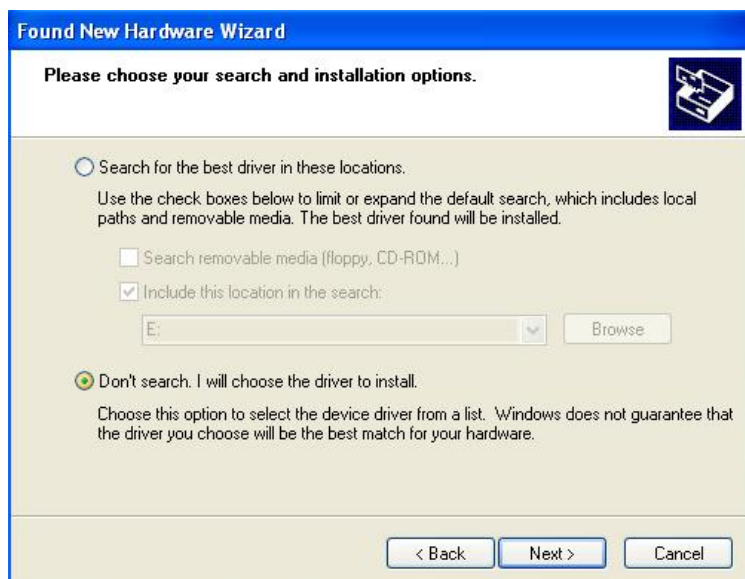 Found New Hardware Wizard
Please choose your search and installation options.
Search for the best driver in these locations.
Use the check boxes below to limit or expand the default search, which includes local
paths and removable media. The best driver found will be installed.
Search removable media (floppy, CD-ROM...)
Include this location in the search:
E:
Browse
Don't search. I will choose the driver to install.
Choose this option to select the device driver from a list.  Windows does not guarantee that
the driver you choose will be the best match for your hardware.
< Back
Next >
Cancel